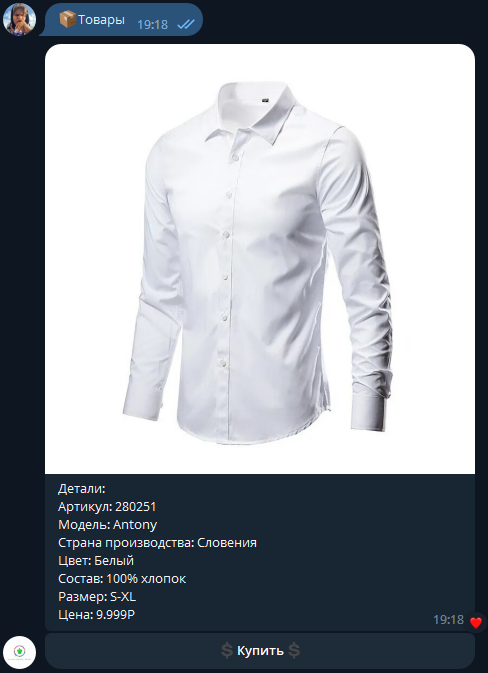 📦Товары 19:18
Детали:
Артикул: 280251
Модель: Antony
Страна производства: Словения
Цвет: Белый
Состав: 100% хлопок
Размер: S-XL
Цена: 9.999Р
19:18
💲Купить💲